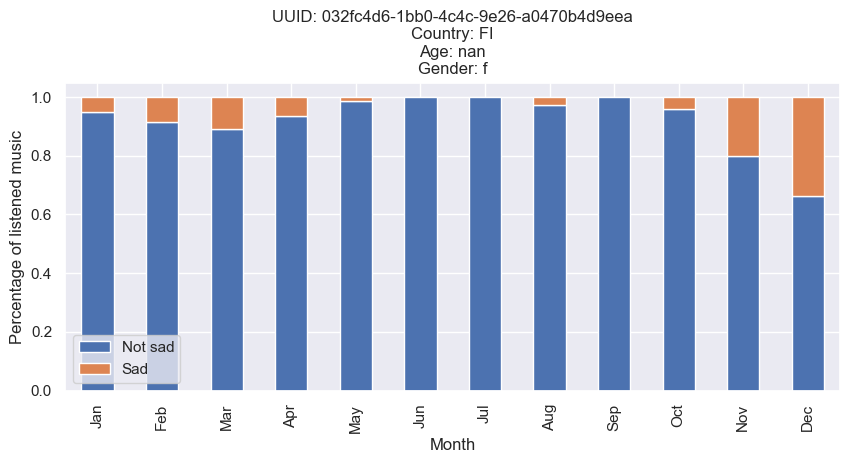 UUID: 032fc4d6-1bb0-4c4c-9e26-a0470b4d9eea
Country: FI
Age: nan
Gender: f
Percentage of listened music
1.0
0.8
0.6
0.4
0.2
0.0
Not sad
Sad
Jan Feb Mar Apr May Jun Jul Aug Sep Oct Nov Dec
Month